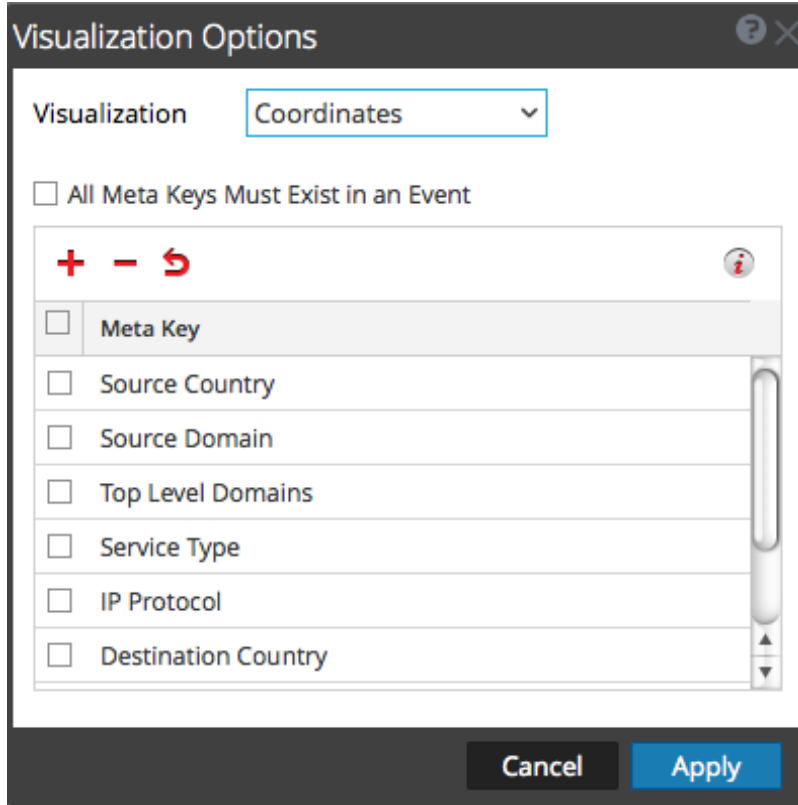 Visualization Options
Visualization Coordinates
All Meta Keys Must Exist in an Event
Meta Key
Source Country
Source Domain
Top Level Domains
Service Type
IP Protocol
Destination Country
Cancel Apply